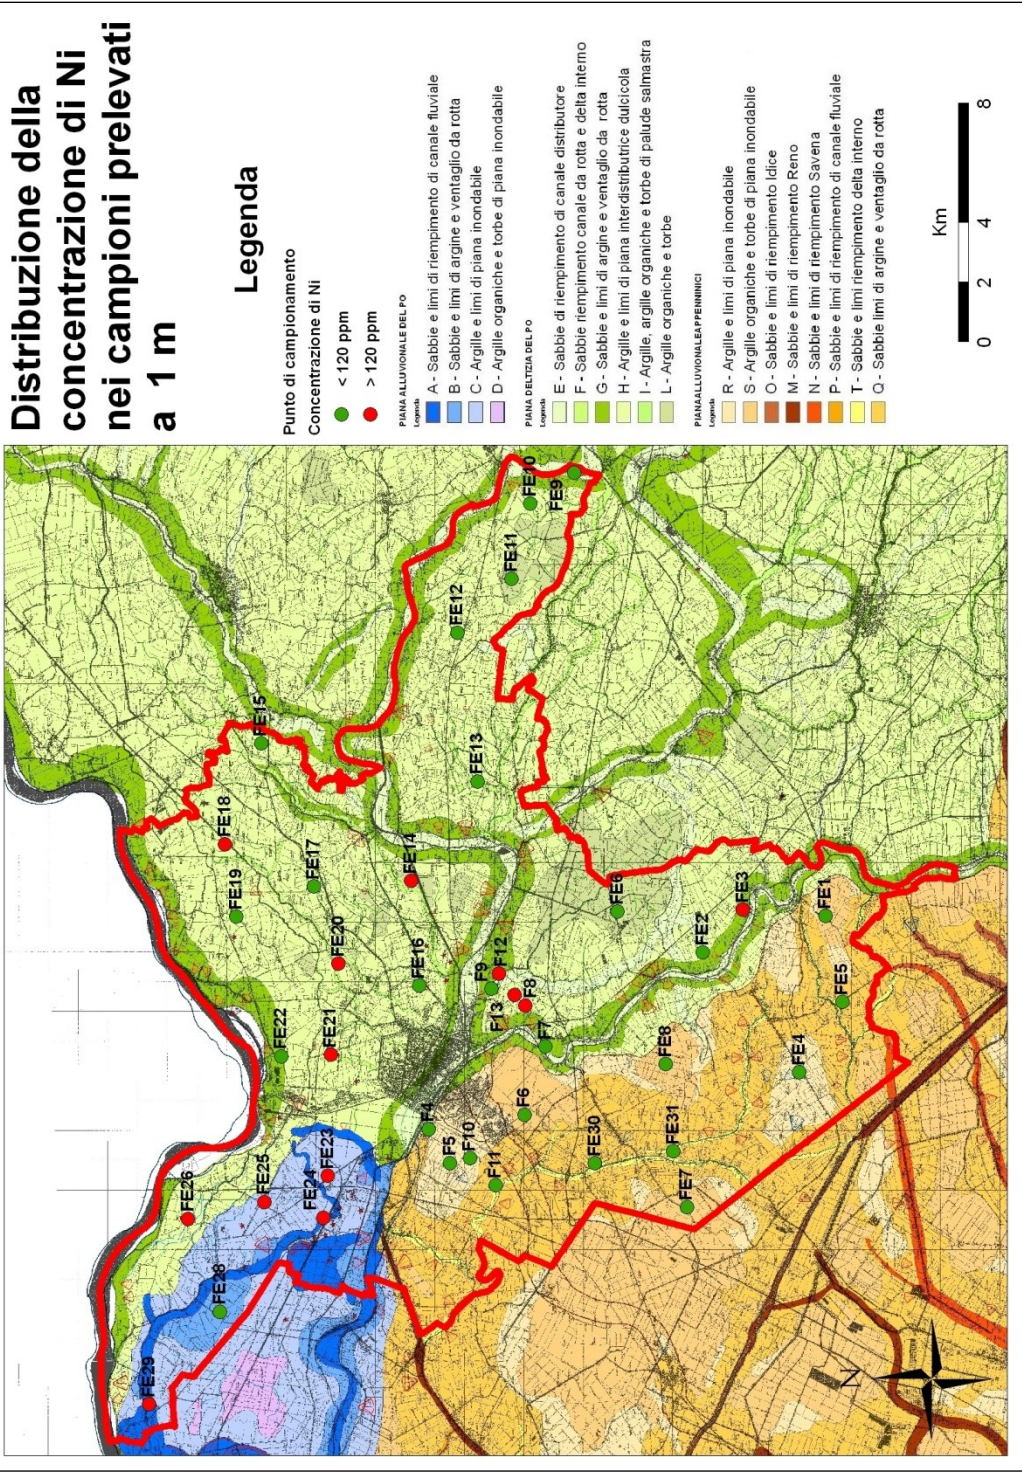 Distribuzione della
concentrazione di Ni
nei campioni prelevati
a 1 m
Legenda
Punto di campionamento
Concentrazione di Ni
< 120 ppm
> 120 ppm
PIANA ALLUVIONALE DEL PO
Legenda
A - Sabbie e limi di riempimento di canale fluviale
B - Sabbie e limi di argine e ventaglio da rotta
C - Argille e limi di piana inondabile
D - Argille organiche e torbe di piana inondabile
PIANA DELTIZIA DEL PO
Legenda
E - Sabbie di riempimento di canale distributore
F - Sabbie riempimento canale da rotta e delta interno
G - Sabbie e limi di argine e ventaglio da rotta
H - Argille e limi di piana interdistributrice dulcicola
I - Argille, argille organiche e torbe di palude salmastra
L - Argille organiche e torbe
PIANA ALLUVIONALE APPENNINICI
Legenda
R - Argille e limi di piana inondabile
S - Argille organiche e torbe di piana inondabile
O - Sabbie e limi di riempimento Idice
M - Sabbie e limi di riempimento Reno
N - Sabbie e limi di riempimento Savena
P - Sabbie e limi di riempimento di canale fluviale
T - Sabbie e limi riempimento delta interno
Q - Sabbie limi di argine e ventaglio da rotta
Km
0 2 4 8
FE29
FE28
FE26
FE25
FE24
FE23
FE22
FE21
FE20
FE19
FE18
FE17
FE16
FE15
FE14
FE13
FE12
FE11
FE10
FE9
F4
F5
F10
F11
F6
F7
F13
F8
F9
F12
FE30
FE31
FE7
FE8
FE6
FE2
FE3
FE1
FE5
FE4
N